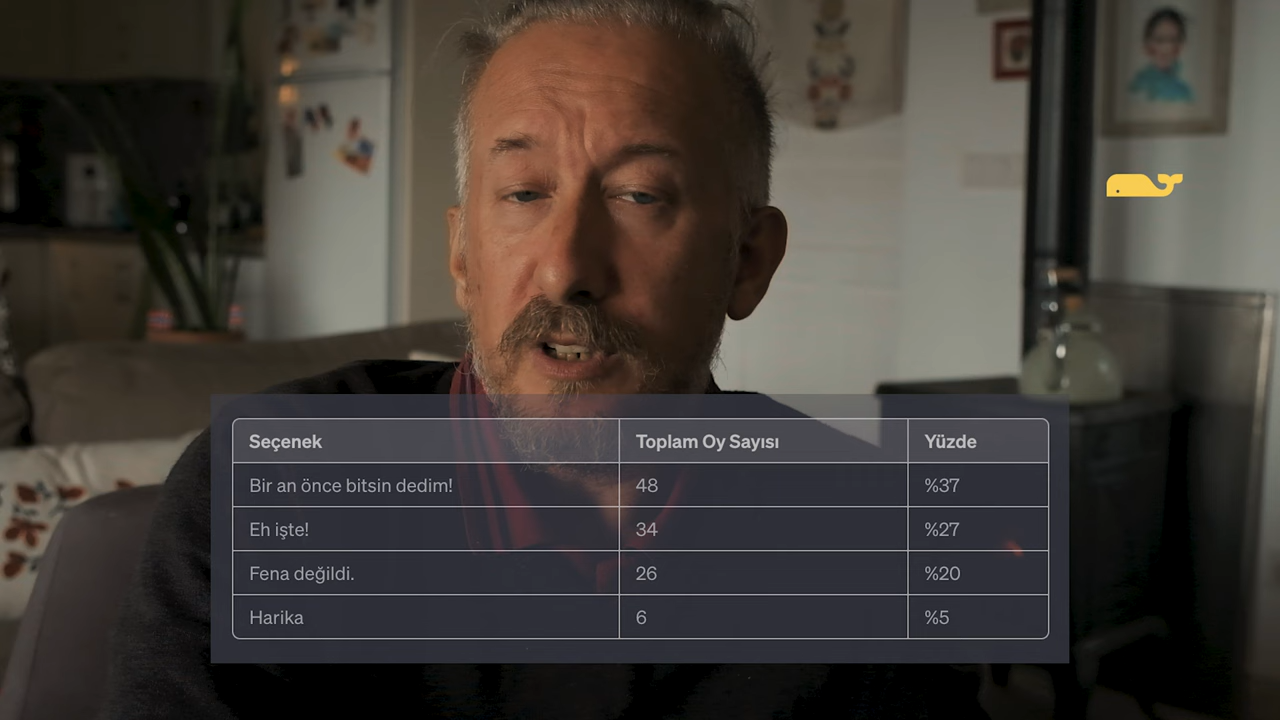 Seçenek Toplam Oy Sayısı Yüzde
Bir an önce bitsin dedim! 48 %37
Eh işte! 34 %27
Fena değildi. 26 %20
Harika 6 %5